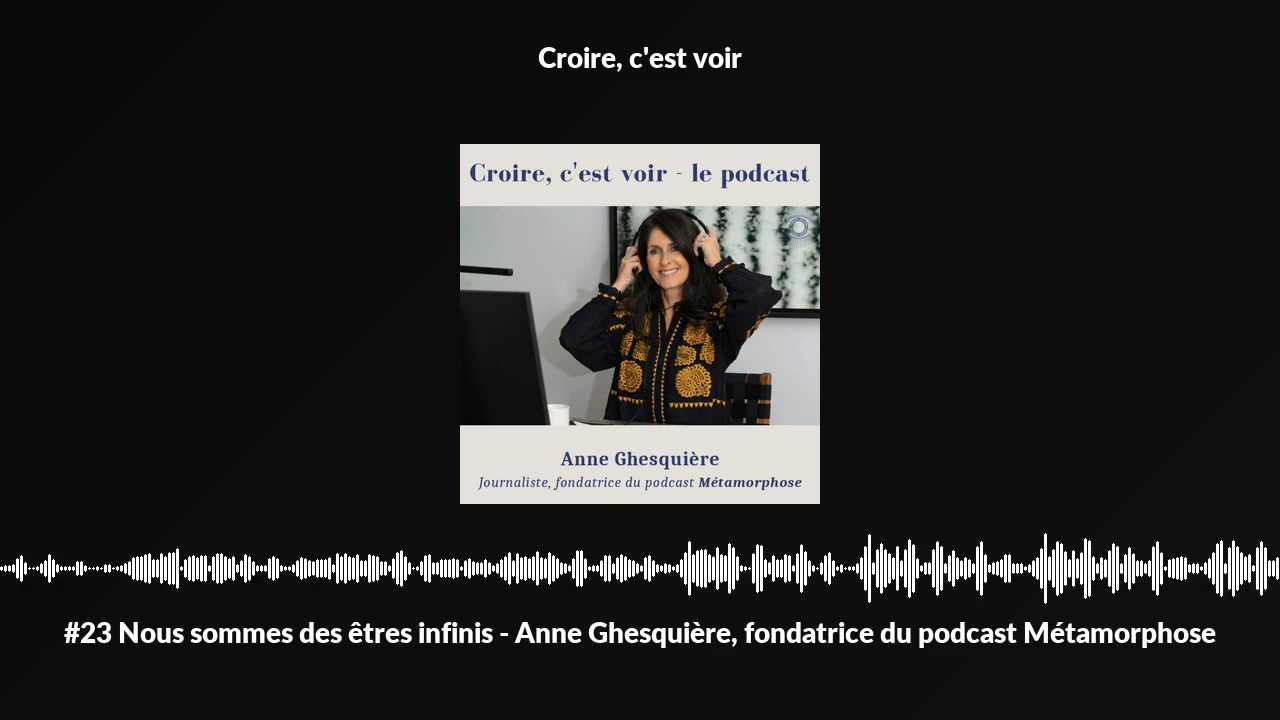 Croire, c'est voir
Croire, c'est voir - le podcast
Anne Ghesquière
Journaliste, fondatrice du podcast Métamorphose
#23 Nous sommes des êtres infinis - Anne Ghesquière, fondatrice du podcast Métamorphose